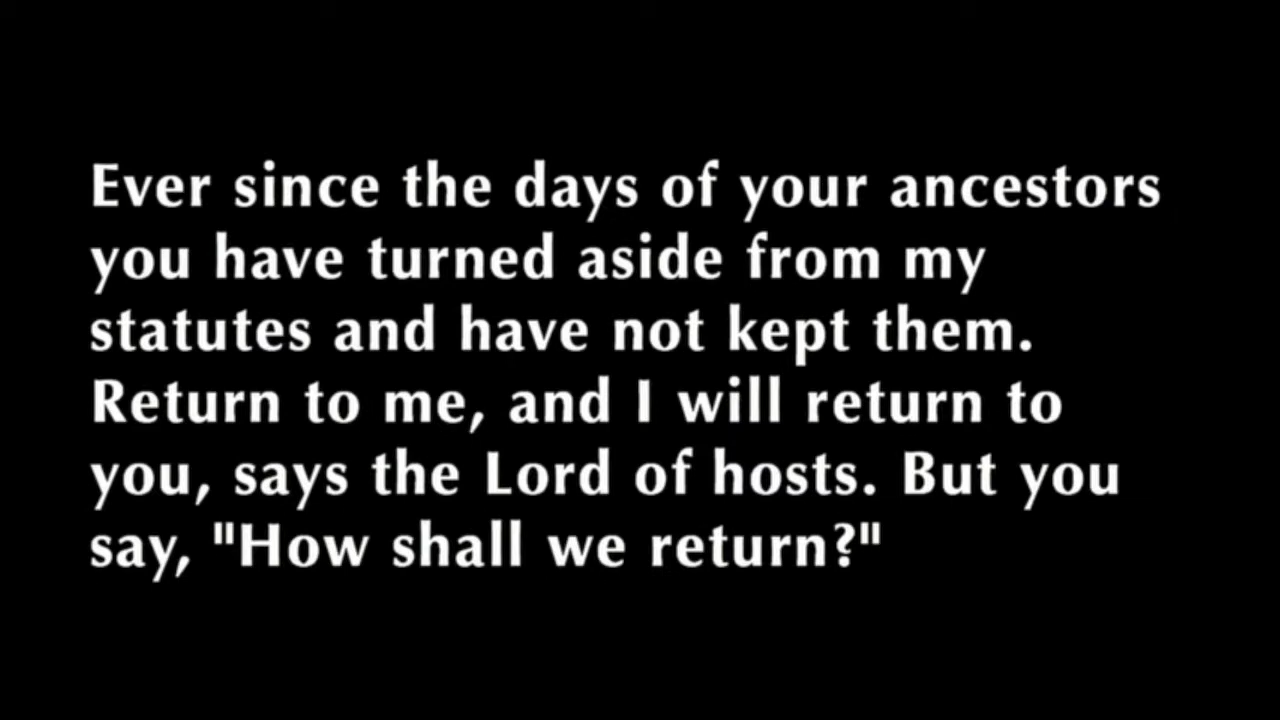 Ever since the days of your ancestors
you have turned aside from my
statutes and have not kept them.
Return to me, and I will return to
you, says the Lord of hosts. But you
say, "How shall we return?"